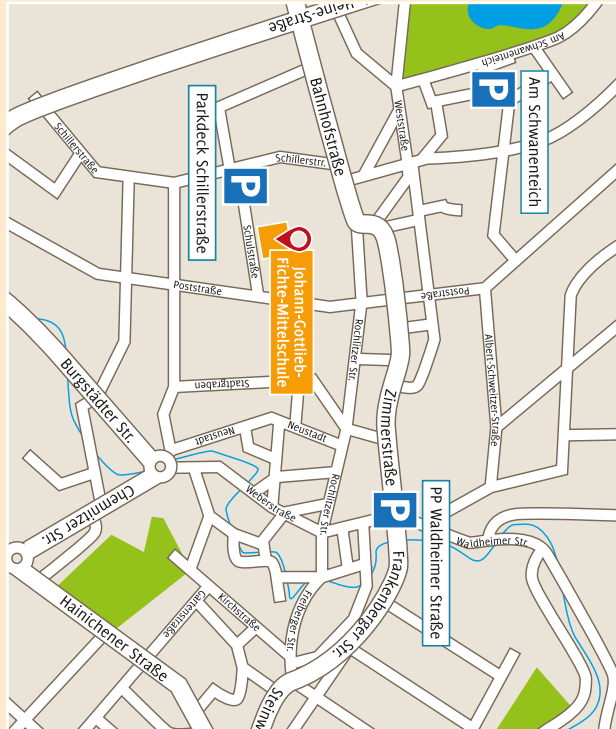 Heine-Straße
Am Schwanenteich
P
Am Schwanenteich
Bahnhofstraße
Weststraße
Parkdeck Schillerstraße
Schillerstraße
Schillerstr.
P
Schulstraße
Johann-Gottlieb-
Fichte-Mittelschule
Poststraße
Poststraße
Rochlitzer Str.
Albert-Schweitzer-Straße
Burgstädter Str.
Stadtgraben
Zimmerstraße
Neustadt
Neustadt
Rochlitzer Str.
Weberstraße
P
PP Waldheimer Straße
Waldheimer Str.
Chemnitzer Str.
Frankenberger Str.
Freiberger Str.
Kirchstraße
Gartenstraße
Hainichener Straße
Steinw